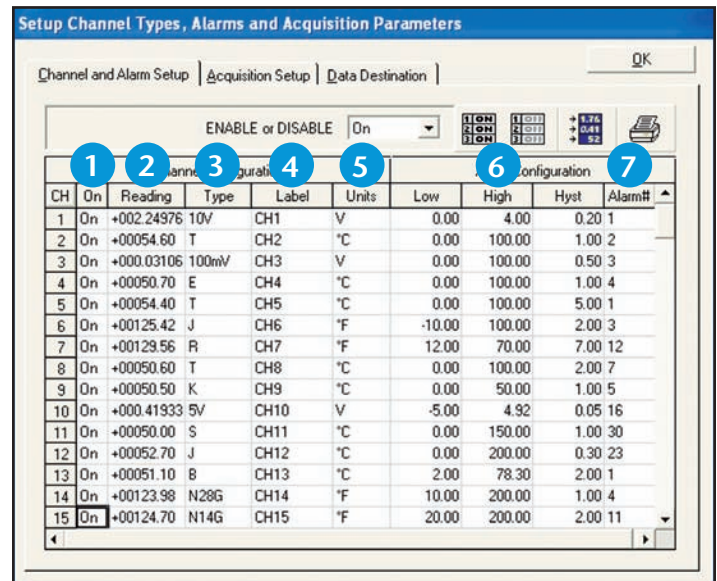 Setup Channel Types, Alarms and Acquisition Parameters
OK
Channel and Alarm Setup Acquisition Setup Data Destination
ENABLE or DISABLE On
1 ON 2 ON 3 ON
1 OFF 2 OFF 3 OFF
1.76 0.41 52
1 2 3 4 5 6 7
CH On Reading Type Label Units Low High Hyst Alarm#
1 On +002.24976 10V CH1 V 0.00 4.00 0.20 1
2 On +00054.60 T CH2 °C 0.00 100.00 1.00 2
3 On +000.03106 100mV CH3 V 0.00 100.00 0.50 3
4 On +00050.70 E CH4 °C 0.00 100.00 1.00 4
5 On +00054.40 T CH5 °C 0.00 100.00 5.00 1
6 On +00125.42 J CH6 °F -10.00 100.00 2.00 3
7 On +00129.56 R CH7 °F 12.00 70.00 7.00 12
8 On +00050.60 T CH8 °C 0.00 100.00 2.00 7
9 On +00050.50 K CH9 °C 0.00 50.00 1.00 5
10 On +000.41933 5V CH10 V -5.00 4.92 0.05 16
11 On +00050.00 S CH11 °C 0.00 150.00 1.00 30
12 On +00052.70 J CH12 °C 0.00 200.00 0.30 23
13 On +00051.10 B CH13 °C 2.00 78.30 2.00 1
14 On +00123.98 N28G CH14 °F 10.00 200.00 1.00 4
15 On +00124.70 N14G CH15 °F 20.00 200.00 2.00 11